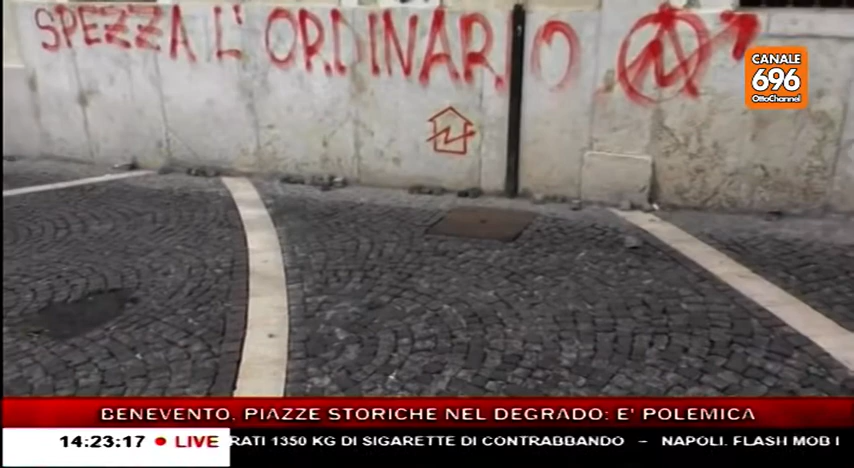 SPEZZA L'ORDINARIO
CANALE
696
OttoChannel
BENEVENTO. PIAZZE STORICHE NEL DEGRADO: E' POLEMICA
14:23:17 LIVE
RATI 1350 KG DI SIGARETTE DI CONTRABBANDO – NAPOLI. FLASH MOB I